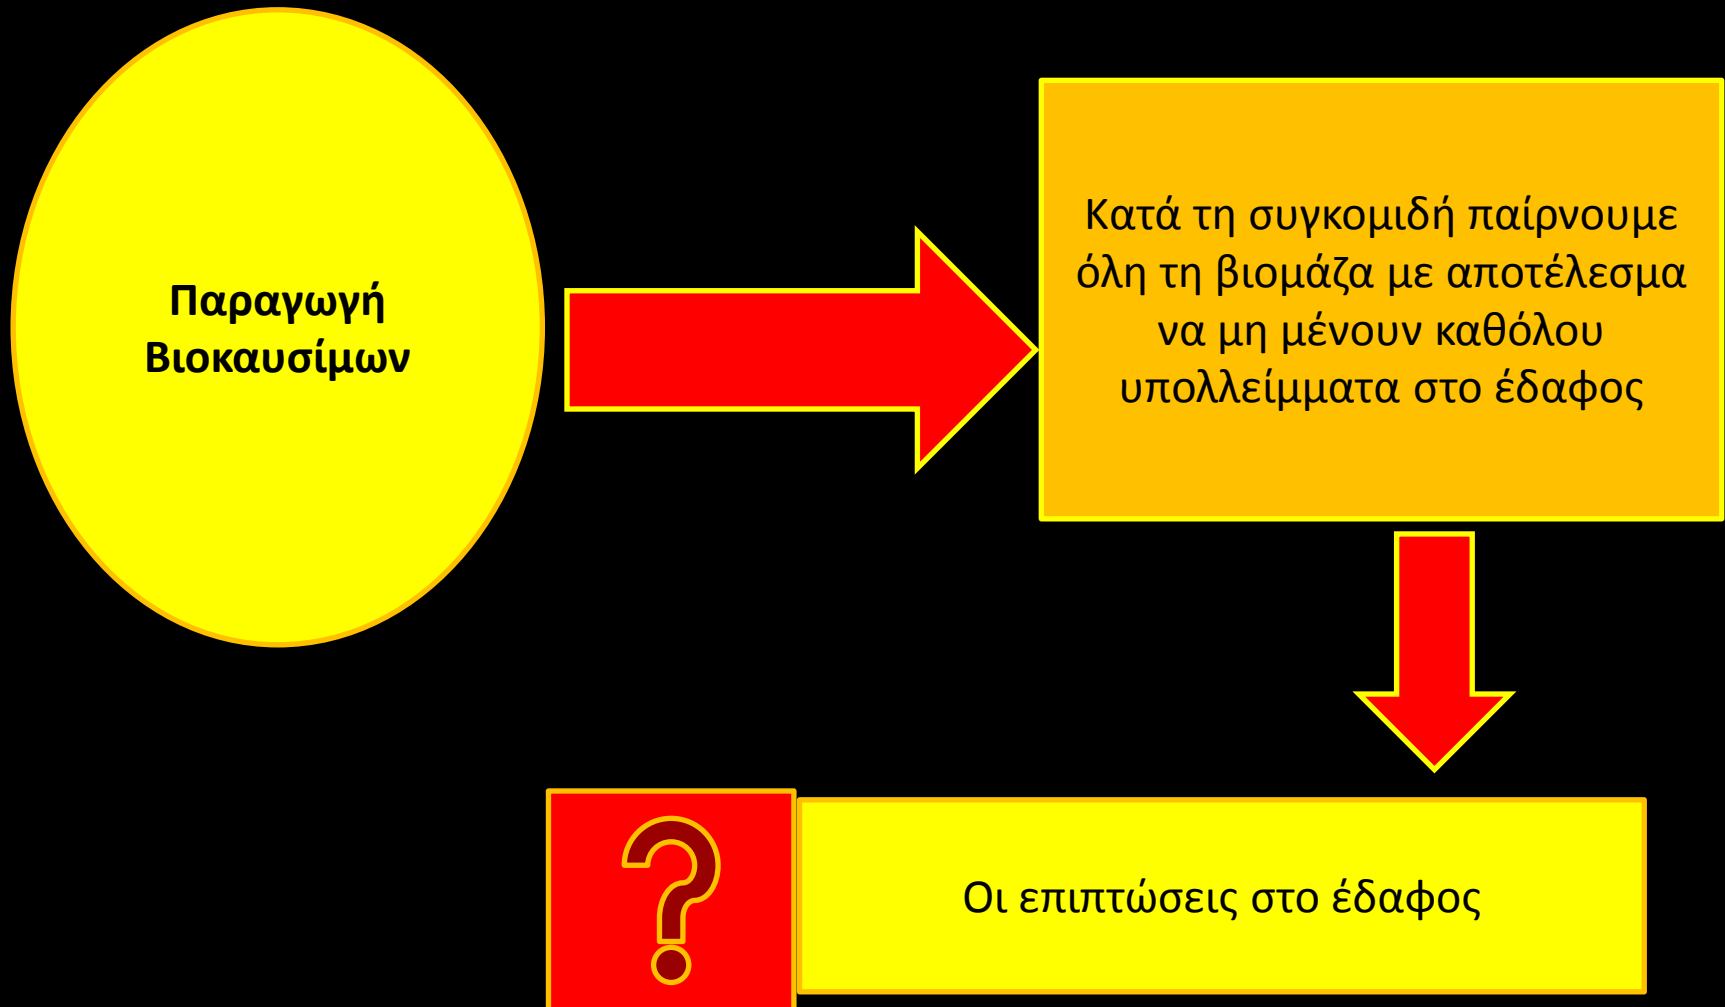 Παραγωγή
Βιοκαυσίμων
Κατά τη συγκομιδή παίρνουμε
όλη τη βιομάζα με αποτέλεσμα
να μη μένουν καθόλου
υπολλείμματα στο έδαφος
?
Οι επιπτώσεις στο έδαφος